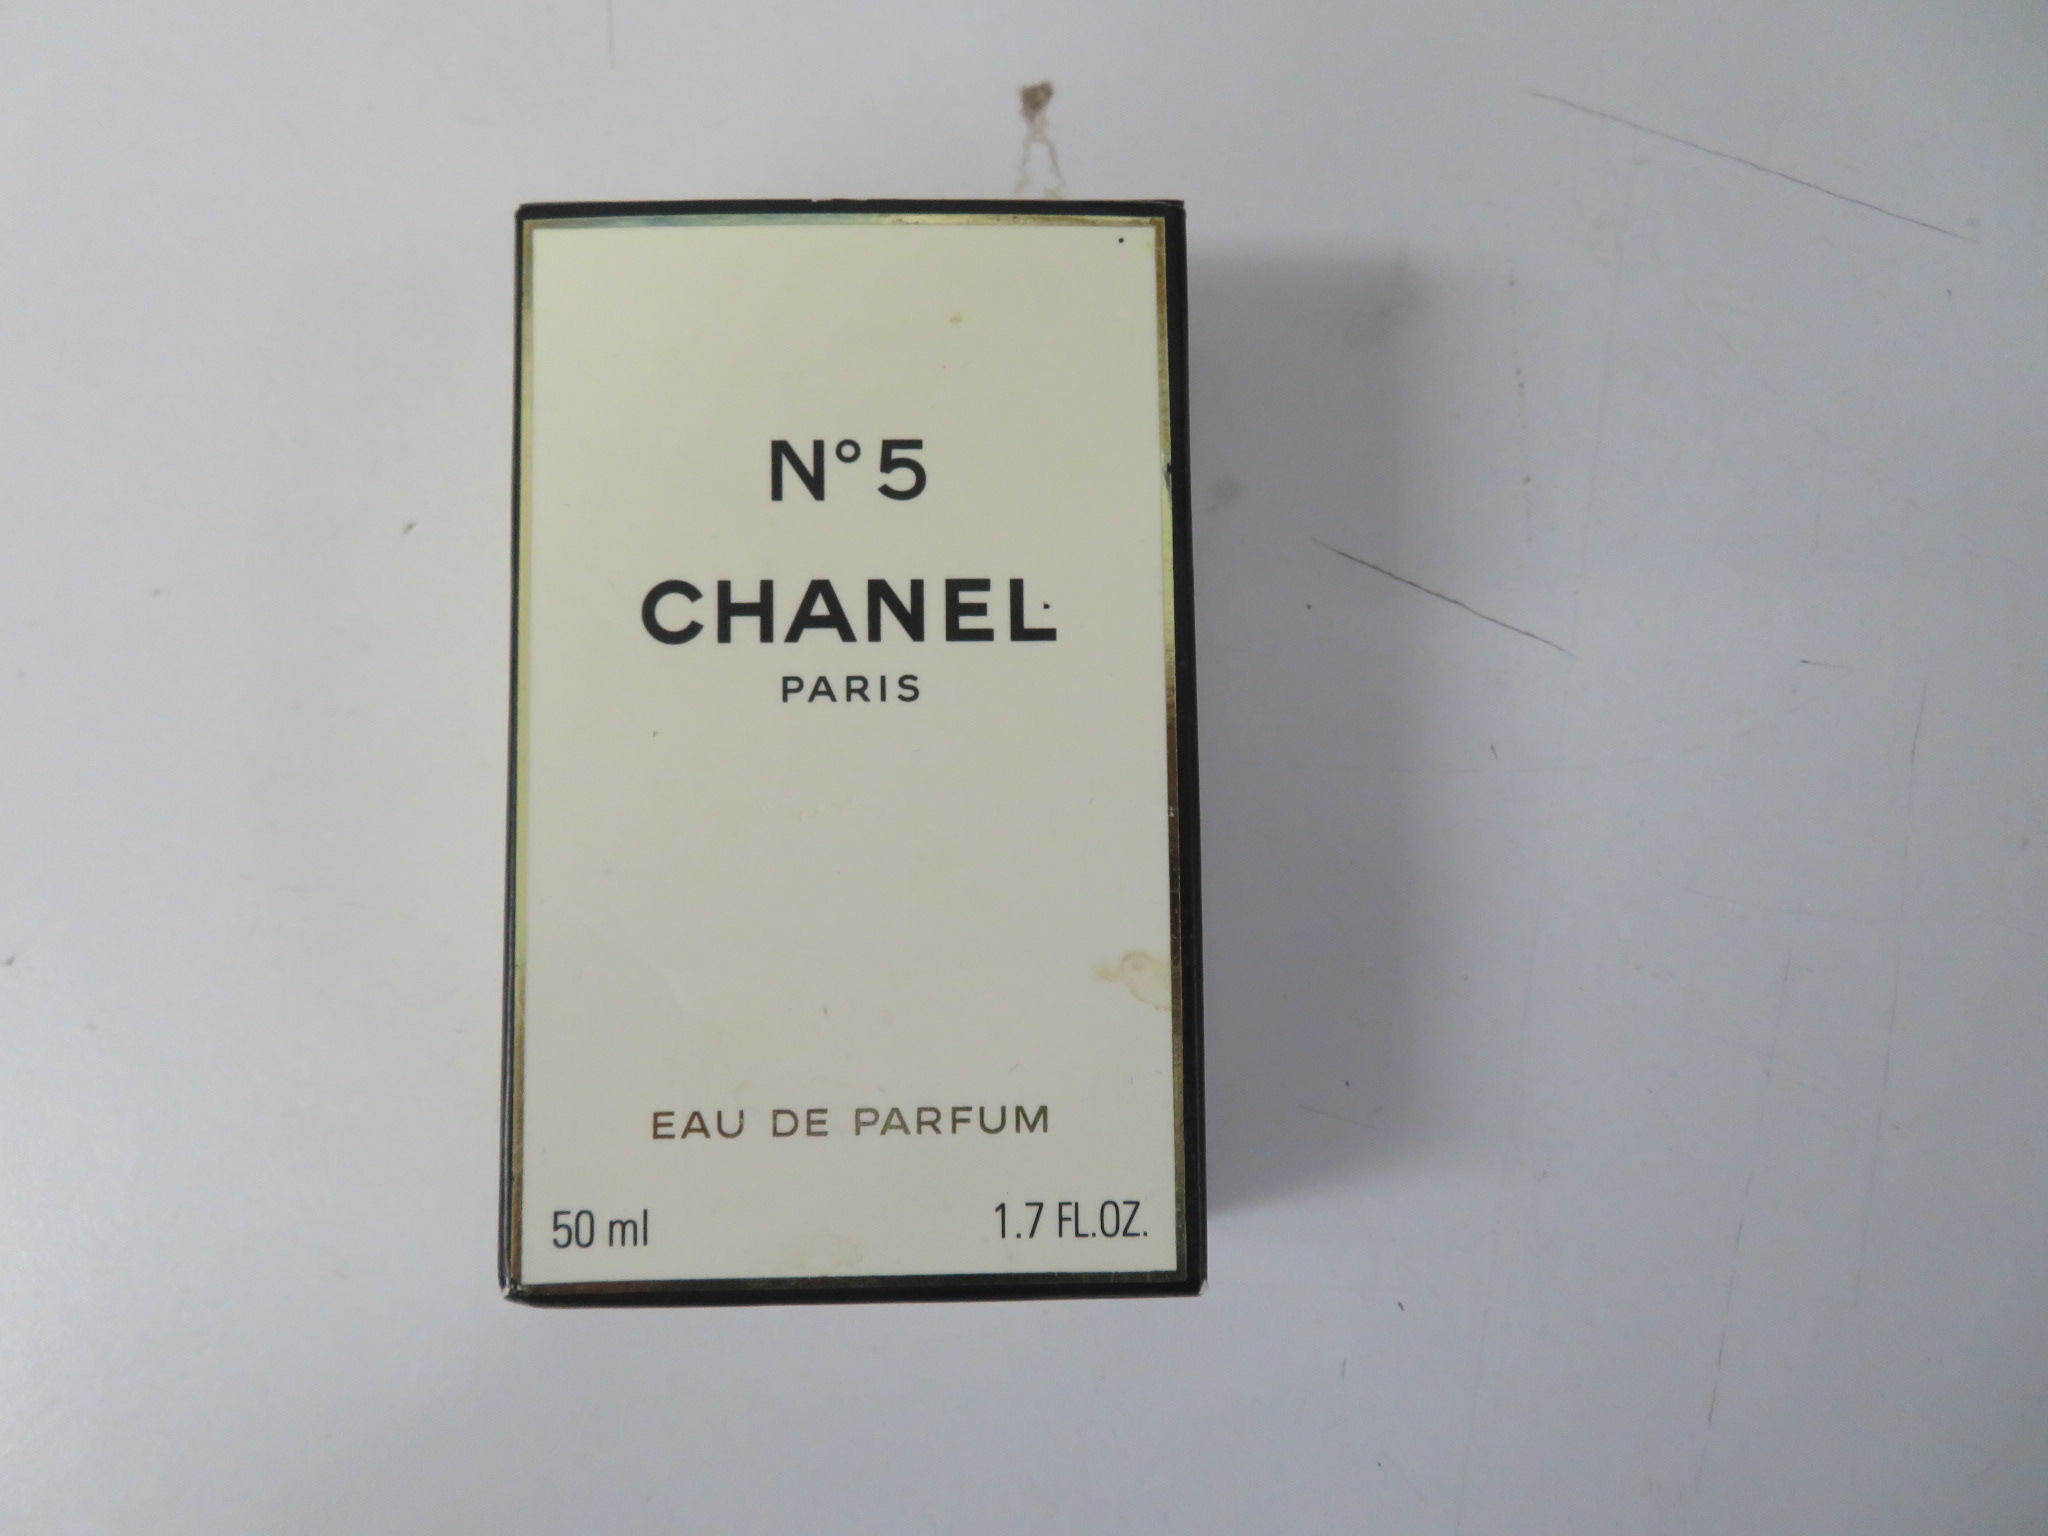 N°5
CHANEL
PARIS
EAU DE PARFUM
50 ml 1.7 FL.OZ.